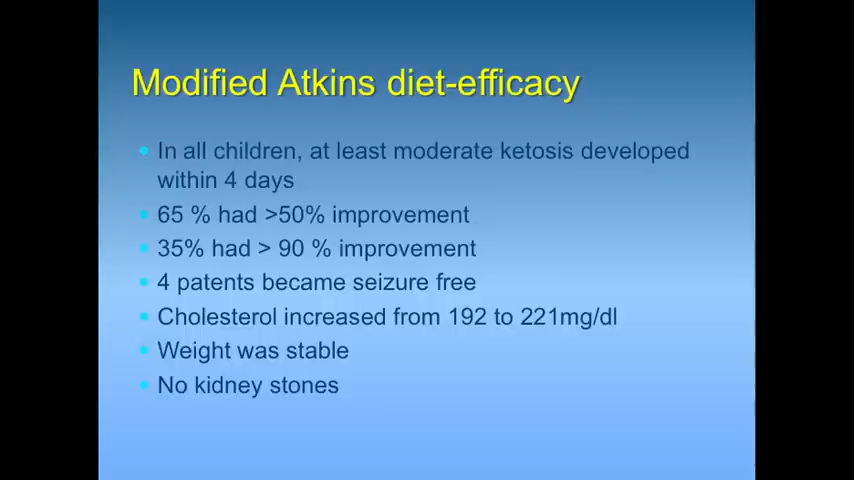 Modified Atkins diet-efficacy
In all children, at least moderate ketosis developed
within 4 days
65 % had >50% improvement
35% had > 90 % improvement
4 patents became seizure free
Cholesterol increased from 192 to 221mg/dl
Weight was stable
No kidney stones